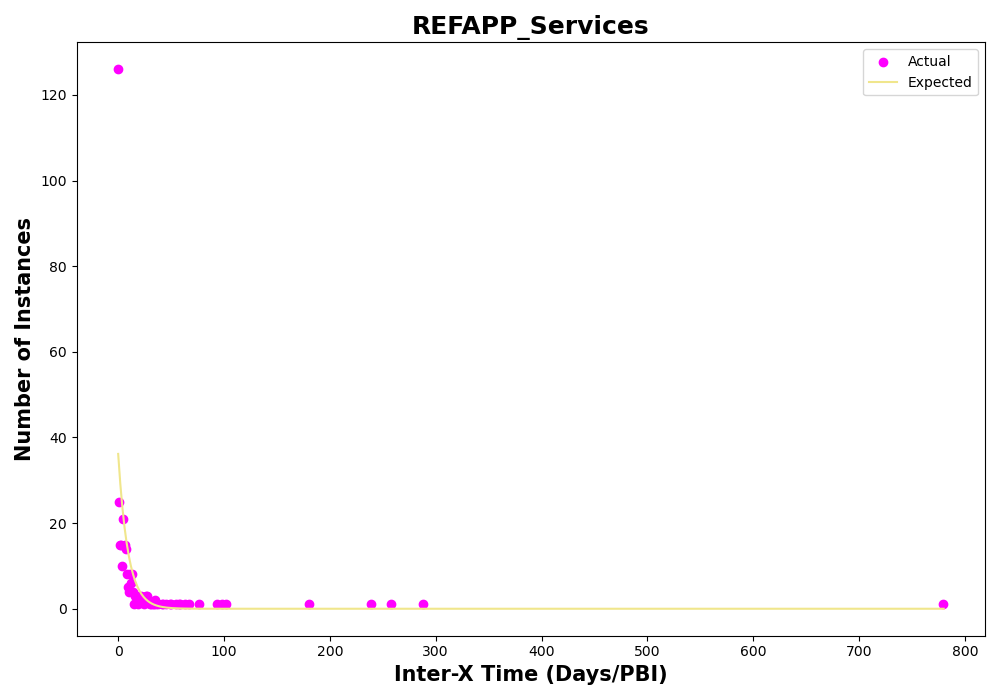 REFAPP_Services
Actual
Expected
Number of Instances
120
100
80
60
40
20
0
0 100 200 300 400 500 600 700 800
Inter-X Time (Days/PBI)